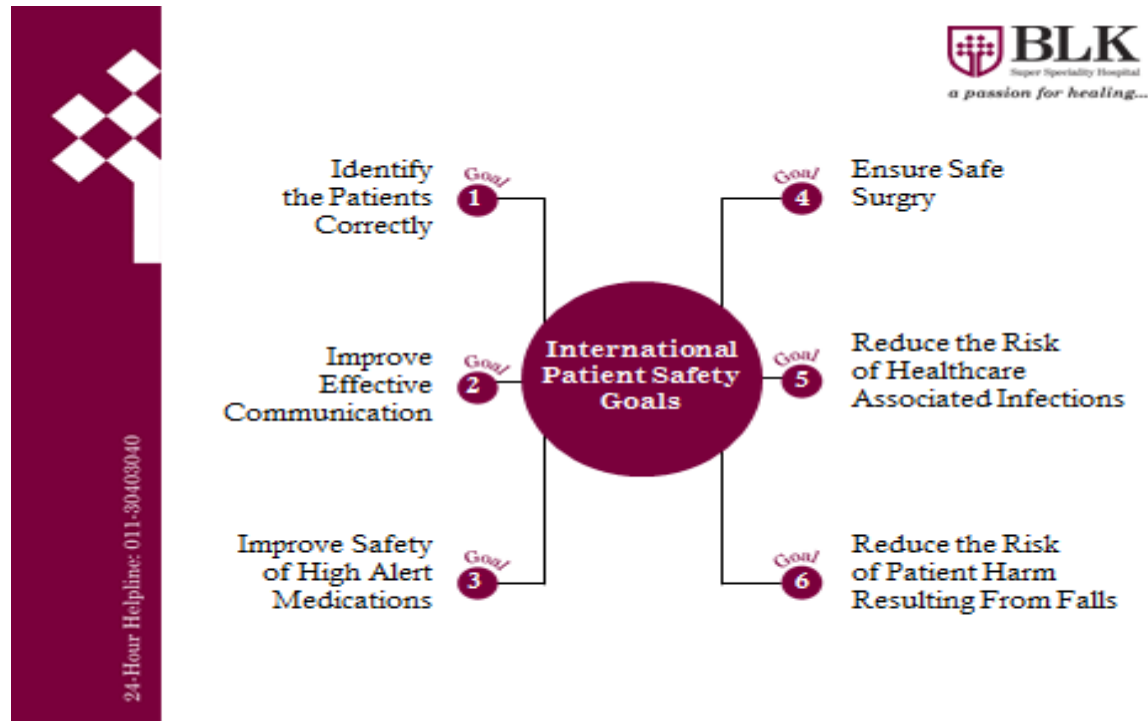 BLK
Super Speciality Hospital
a passion for healing...
Goal
1
Identify
the Patients
Correctly
Goal
2
Improve
Effective
Communication
Goal
3
Improve Safety
of High Alert
Medications
International
Patient Safety
Goals
Goal
4
Ensure Safe
Surgry
Goal
5
Reduce the Risk
of Healthcare
Associated Infections
Goal
6
Reduce the Risk
of Patient Harm
Resulting From Falls
24-Hour Helpline: 011-30403040